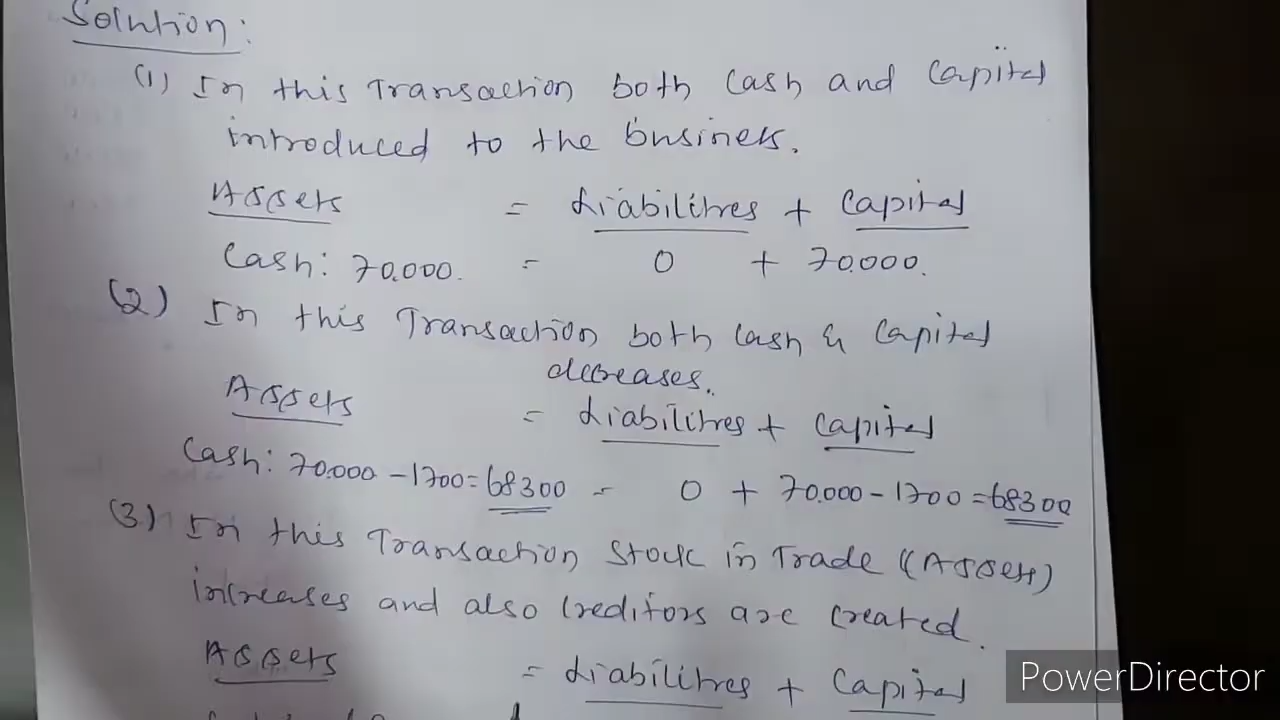 Solution:
(1) In this Transaction both Cash and Capital
introduced to the business.
Assets = Liabilities + Capital
Cash: 70,000. = 0 + 70,000.
(2) In this Transaction both Cash & Capital
decreases.
Assets = Liabilities + Capital
Cash: 70,000 - 1700 = 68300 = 0 + 70,000 - 1700 = 68300
(3) In this Transaction Stock in Trade (Asset)
increases and also Creditors are created.
Assets = Liabilities + Capital
PowerDirector